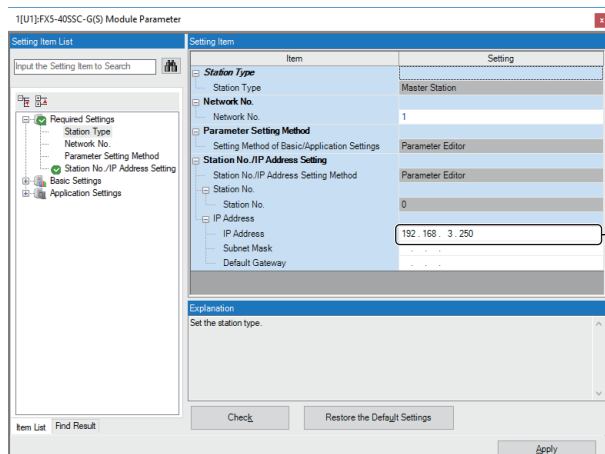 1[U1]:FX5-40SSC-G(S) Module Parameter
x
Setting Item List
Input the Setting Item to Search
Required Settings
Station Type
Network No.
Parameter Setting Method
Station No./IP Address Setting
Basic Settings
Application Settings
Item List Find Result
Setting Item
Item Setting
Station Type
Station Type Master Station
Network No.
Network No. 1
Parameter Setting Method
Setting Method of Basic/Application Settings Parameter Editor
Station No./IP Address Setting
Station No./IP Address Setting Method Parameter Editor
Station No.
Station No. 0
IP Address
IP Address 192 . 168 . 3 . 250
Subnet Mask . . .
Default Gateway . . .
Explanation
Set the station type.
Check Restore the Default Settings
Apply